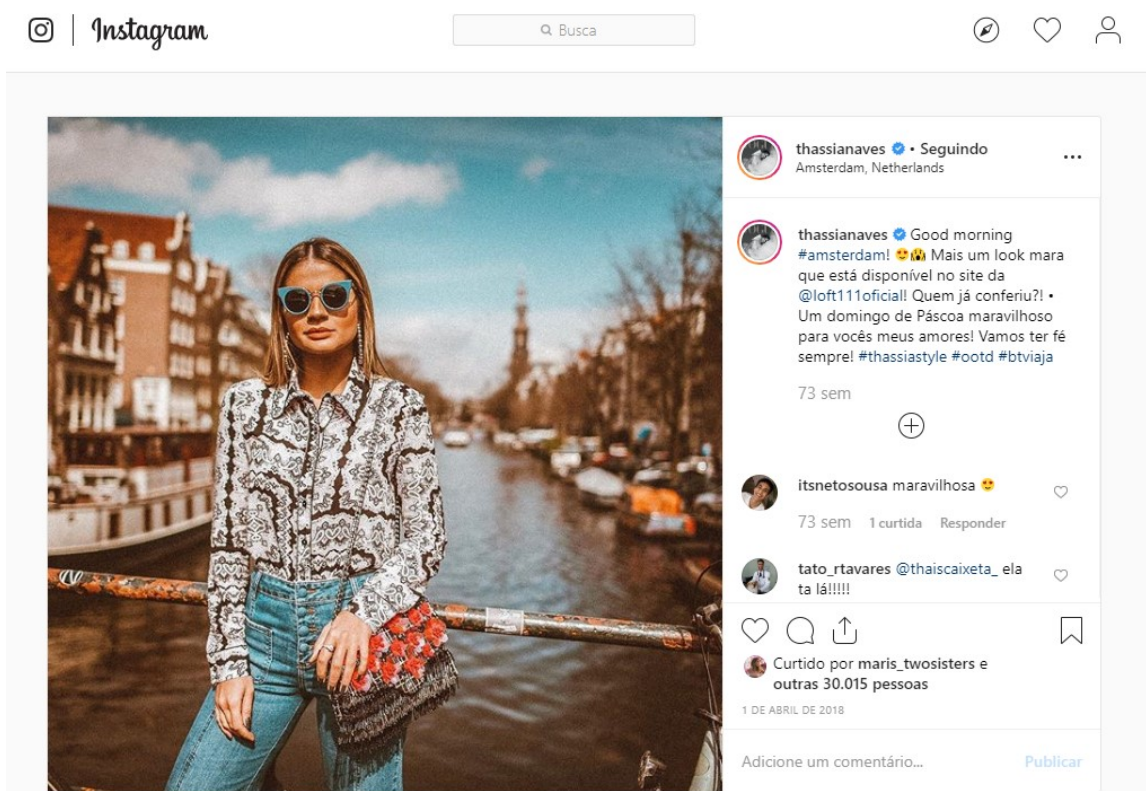 Instagram
Busca
thassianaves • Seguindo
Amsterdam, Netherlands
thassianaves Good morning
#amsterdam! 😍😱 Mais um look mara
que está disponível no site da
@loft111oficial! Quem já conferiu?! •
Um domingo de Páscoa maravilhoso
para vocês meus amores! Vamos ter fé
sempre! #thassiastyle #ootd #btviaja
73 sem
itsnetosousa maravilhosa 😍
73 sem 1 curtida Responder
tato_rtavares @thaiscaixeta_ ela
ta lá!!!!!
Curtido por maris_twosisters e
outras 30.015 pessoas
1 DE ABRIL DE 2018
Adicione um comentário... Publicar